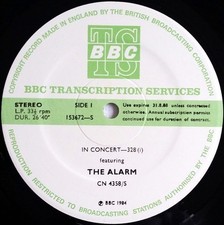 COPYRIGHT RECORD MADE IN ENGLAND BY THE BRITISH BROADCASTING CORPORATION
TS
BBC
BBC TRANSCRIPTION SERVICES
STEREO
L.P. 33⅓ rpm
DUR. 26'40"
SIDE 1
153672—S
Use expires 31.8.86 unless contracted
otherwise. Annual subscription permits
continued use for duration of contract.
IN CONCERT—328 (I)
featuring
THE ALARM
CN 4358/S
℗ BBC 1984
REPRODUCTION RESTRICTED TO BROADCASTING STATIONS AUTHORISED BY THE BBC